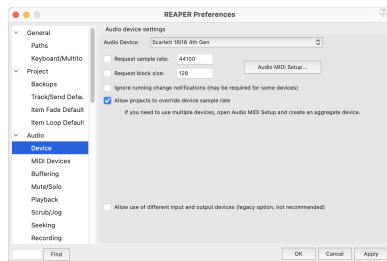 REAPER Preferences
General
Paths
Keyboard/Multito
Project
Backups
Track/Send Defau
Item Fade Default
Item Loop Default
Audio
Device
MIDI Devices
Buffering
Mute/Solo
Playback
Scrub/Jog
Seeking
Recording
Find
Audio device settings
Audio Device: Scarlett 16i16 4th Gen
Request sample rate: 44100
Request block size: 128
Audio MIDI Setup...
Ignore running change notifications (may be required for some devices)
Allow projects to override device sample rate
If you need to use multiple devices, open Audio MIDI Setup and create an aggregate device.
Allow use of different input and output devices (legacy option, not recommended)
OK Cancel Apply